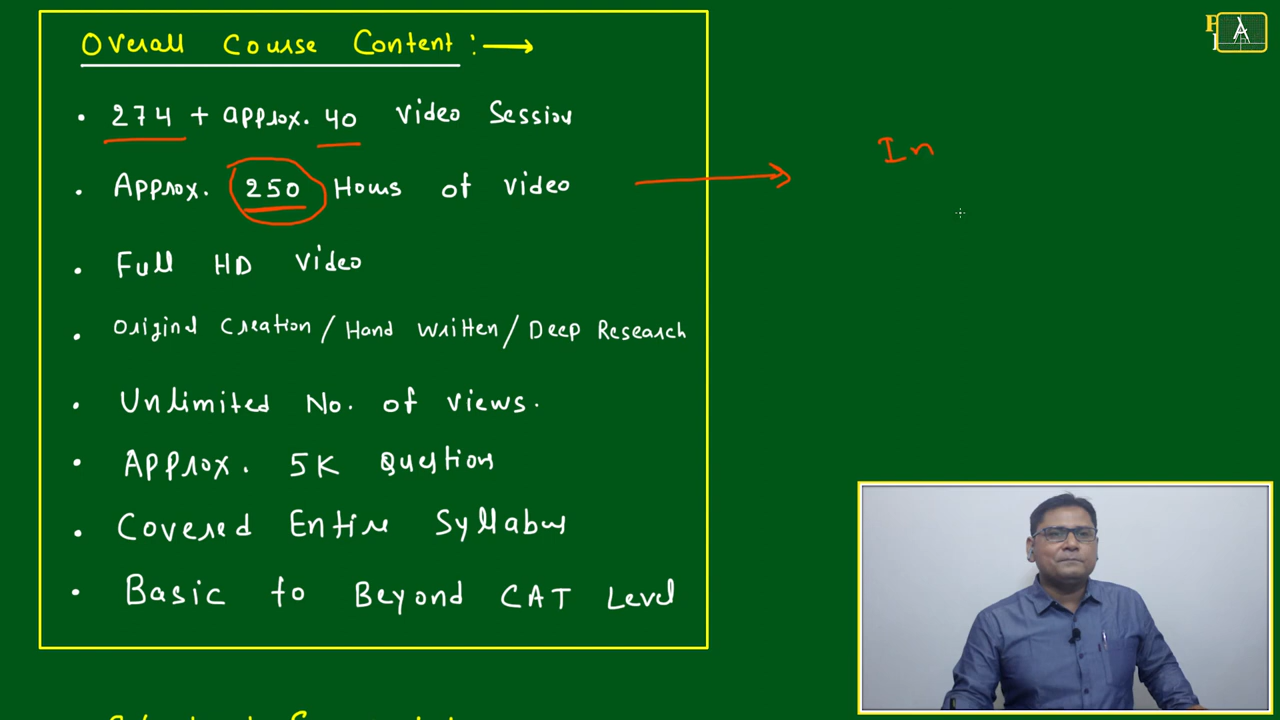 Overall Course Content :→
• 274 + approx. 40 Video Session
• Approx. 250 Hours of video → In
• Full HD Video
• Original Creation / Hand Written / Deep Research
• Unlimited No. of views.
• Approx. 5K Question
• Covered Entire Syllabus
• Basic to Beyond CAT Level